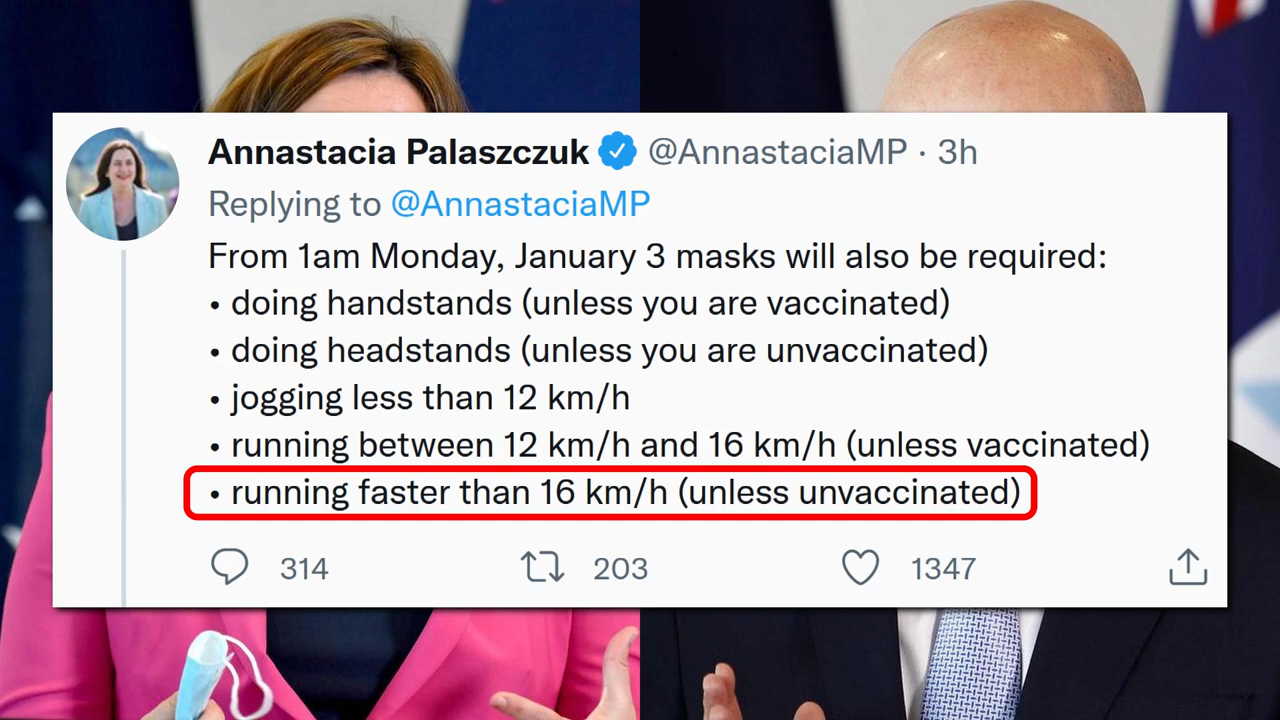 Annastacia Palaszczuk @AnnastaciaMP · 3h
Replying to @AnnastaciaMP
From 1am Monday, January 3 masks will also be required:
• doing handstands (unless you are vaccinated)
• doing headstands (unless you are unvaccinated)
• jogging less than 12 km/h
• running between 12 km/h and 16 km/h (unless vaccinated)
• running faster than 16 km/h (unless unvaccinated)
314 203 1347